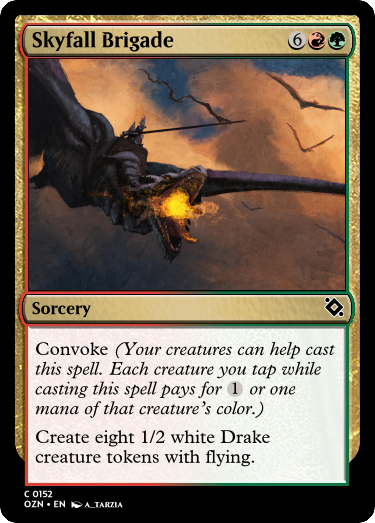 Skyfall Brigade 6
Sorcery
Convoke (Your creatures can help cast
this spell. Each creature you tap while
casting this spell pays for 1 or one
mana of that creature's color.)
Create eight 1/2 white Drake
creature tokens with flying.
C 0152
OZN • EN A_TARZIA